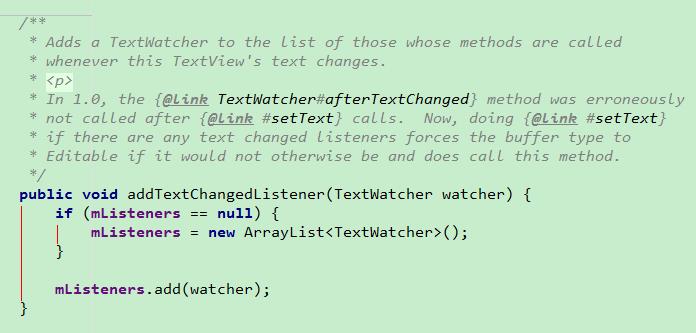 /**
 * Adds a TextWatcher to the list of those whose methods are called
 * whenever this TextView's text changes.
 * <p>
 * In 1.0, the {@link TextWatcher#afterTextChanged} method was erroneously
 * not called after {@link #setText} calls.  Now, doing {@link #setText}
 * if there are any text changed listeners forces the buffer type to
 * Editable if it would not otherwise be and does call this method.
 */
public void addTextChangedListener(TextWatcher watcher) {
    if (mListeners == null) {
        mListeners = new ArrayList<TextWatcher>();
    }

    mListeners.add(watcher);
}